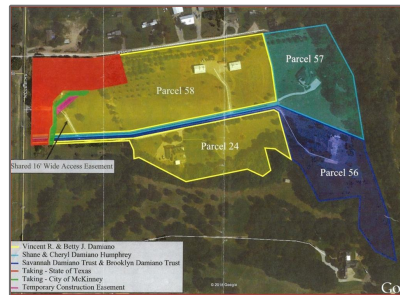 Parcel 57
Parcel 58
Parcel 24
Parcel 56
Shared 16' Wide Access Easement
Vincent R. & Betty J. Damiano
Shane & Cheryl Damiano Humphrey
Savannah Damiano Trust & Brooklyn Damiano Trust
Taking - State of Texas
Taking - City of McKinney
Temporary Construction Easement
Go